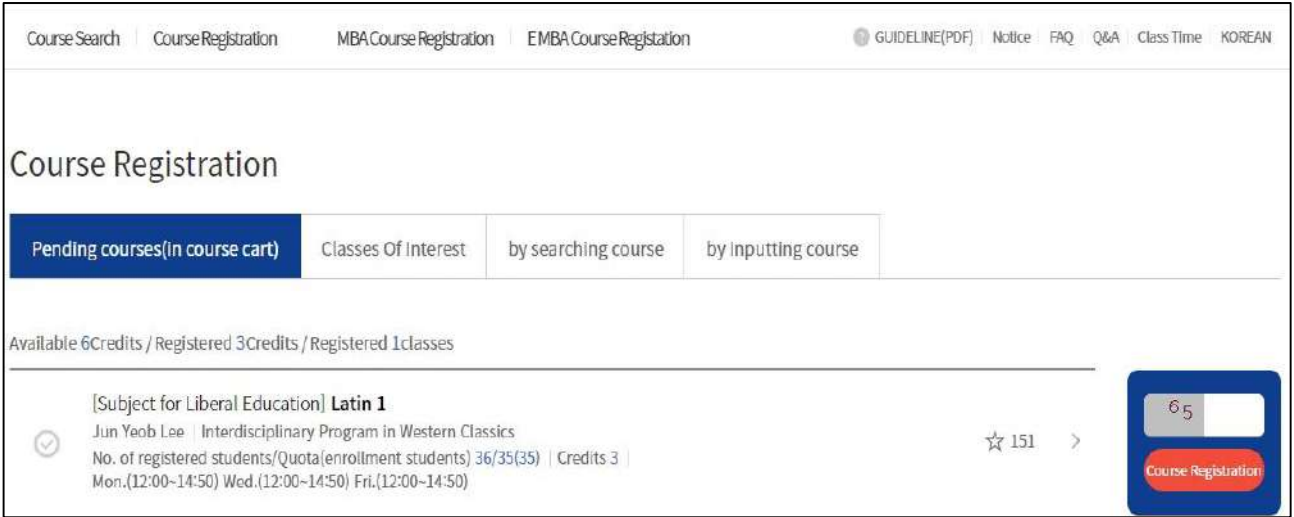 Course Search Course Registration MBA Course Registration EMBA Course Registation GUIDELINE(PDF) Notice FAQ Q&A Class Time KOREAN
Course Registration
Pending courses(in course cart) Classes Of Interest by searching course by inputting course
Available 6Credits / Registered 3Credits / Registered 1classes
[Subject for Liberal Education] Latin 1
Jun Yeob Lee Interdisciplinary Program in Western Classics
No. of registered students/Quota(enrollment students) 36/35(35) Credits 3
Mon.(12:00~14:50) Wed.(12:00~14:50) Fri.(12:00~14:50)
151
65
Course Registration